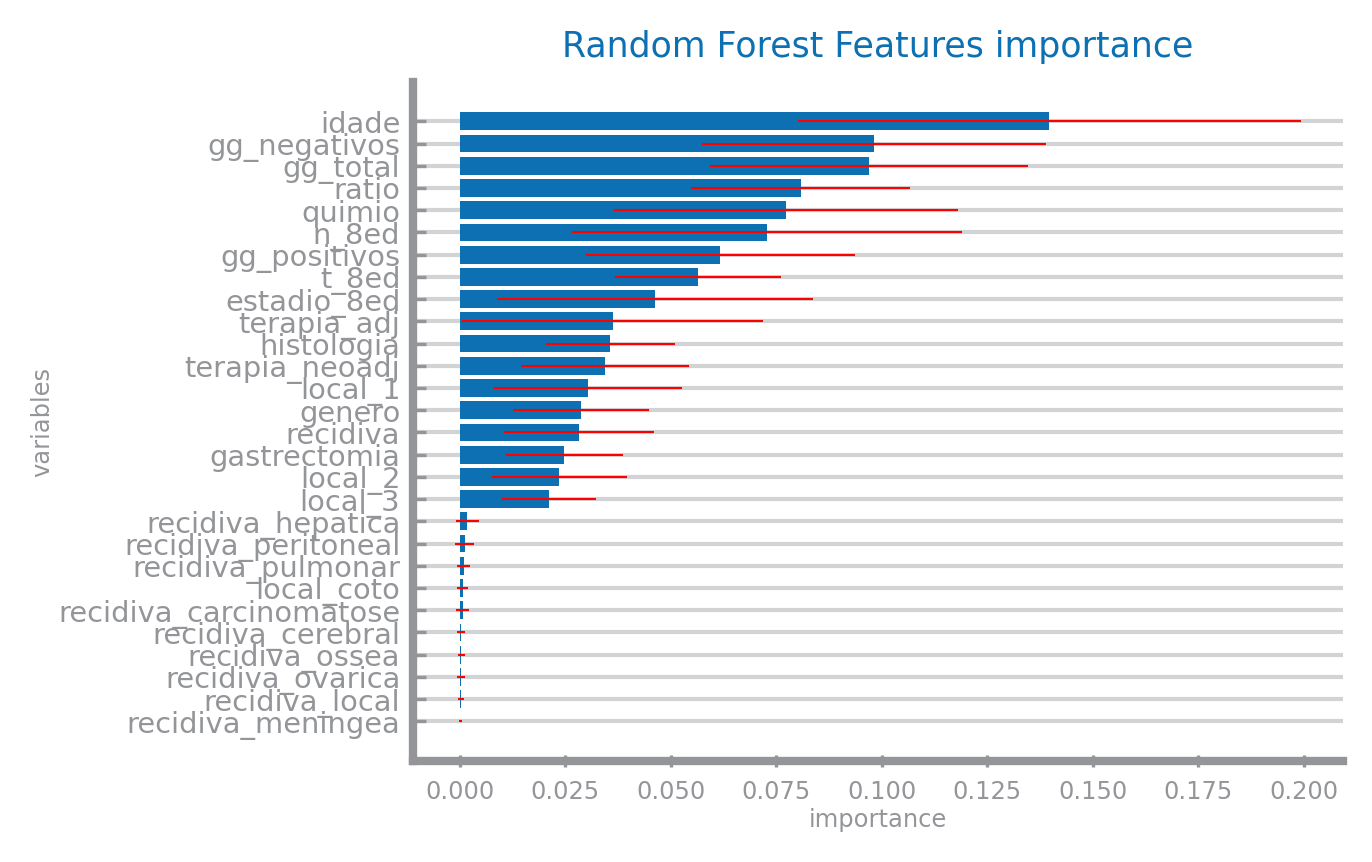 Random Forest Features importance
idade
gg_negativos
gg_total
ratio
quimio
n_8ed
gg_positivos
t_8ed
estadio_8ed
terapia_adj
histologia
terapia_neoadj
local_1
genero
recidiva
gastrectomia
local_2
local_3
recidiva_hepatica
recidiva_peritoneal
recidiva_pulmonar
local_coto
recidiva_carcinomatose
recidiva_cerebral
recidiva_ossea
recidiva_ovarica
recidiva_local
recidiva_meningea
variables
0.000 0.025 0.050 0.075 0.100 0.125 0.150 0.175 0.200
importance